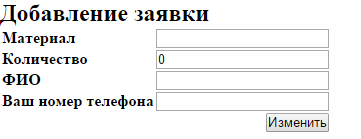 Добавление заявки
Материал
Количество 0
ФИО
Ваш номер телефона
Изменить